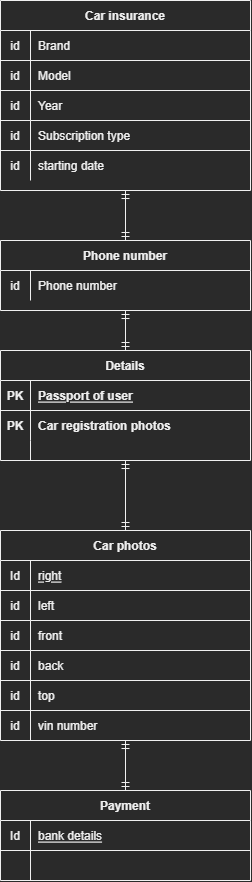 Car insurance
id Brand
id Model
id Year
id Subscription type
id starting date
Phone number
id Phone number
Details
PK Passport of user
PK Car registration photos
Car photos
Id right
id left
id front
id back
id top
id vin number
Payment
Id bank details